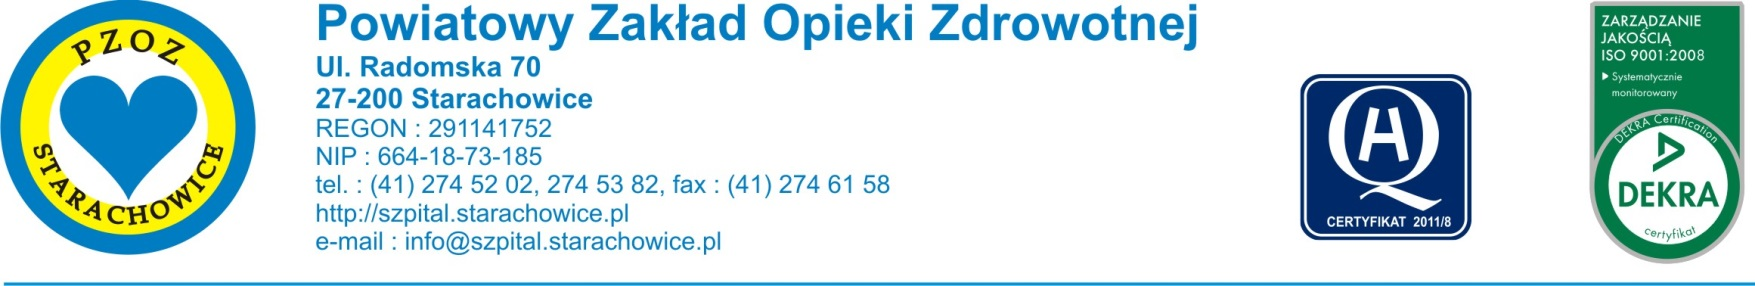 PZOZ
STARACHOWICE
Powiatowy Zakład Opieki Zdrowotnej
Ul. Radomska 70
27-200 Starachowice
REGON : 291141752
NIP : 664-18-73-185
tel. : (41) 274 52 02, 274 53 82, fax : (41) 274 61 58
http://szpital.starachowice.pl
e-mail : info@szpital.starachowice.pl
HQ
CERTYFIKAT 2011/8
ZARZĄDZANIE
JAKOŚCIĄ
ISO 9001:2008
Systematycznie
monitorowany
DEKRA Certification
DEKRA
certyfikat